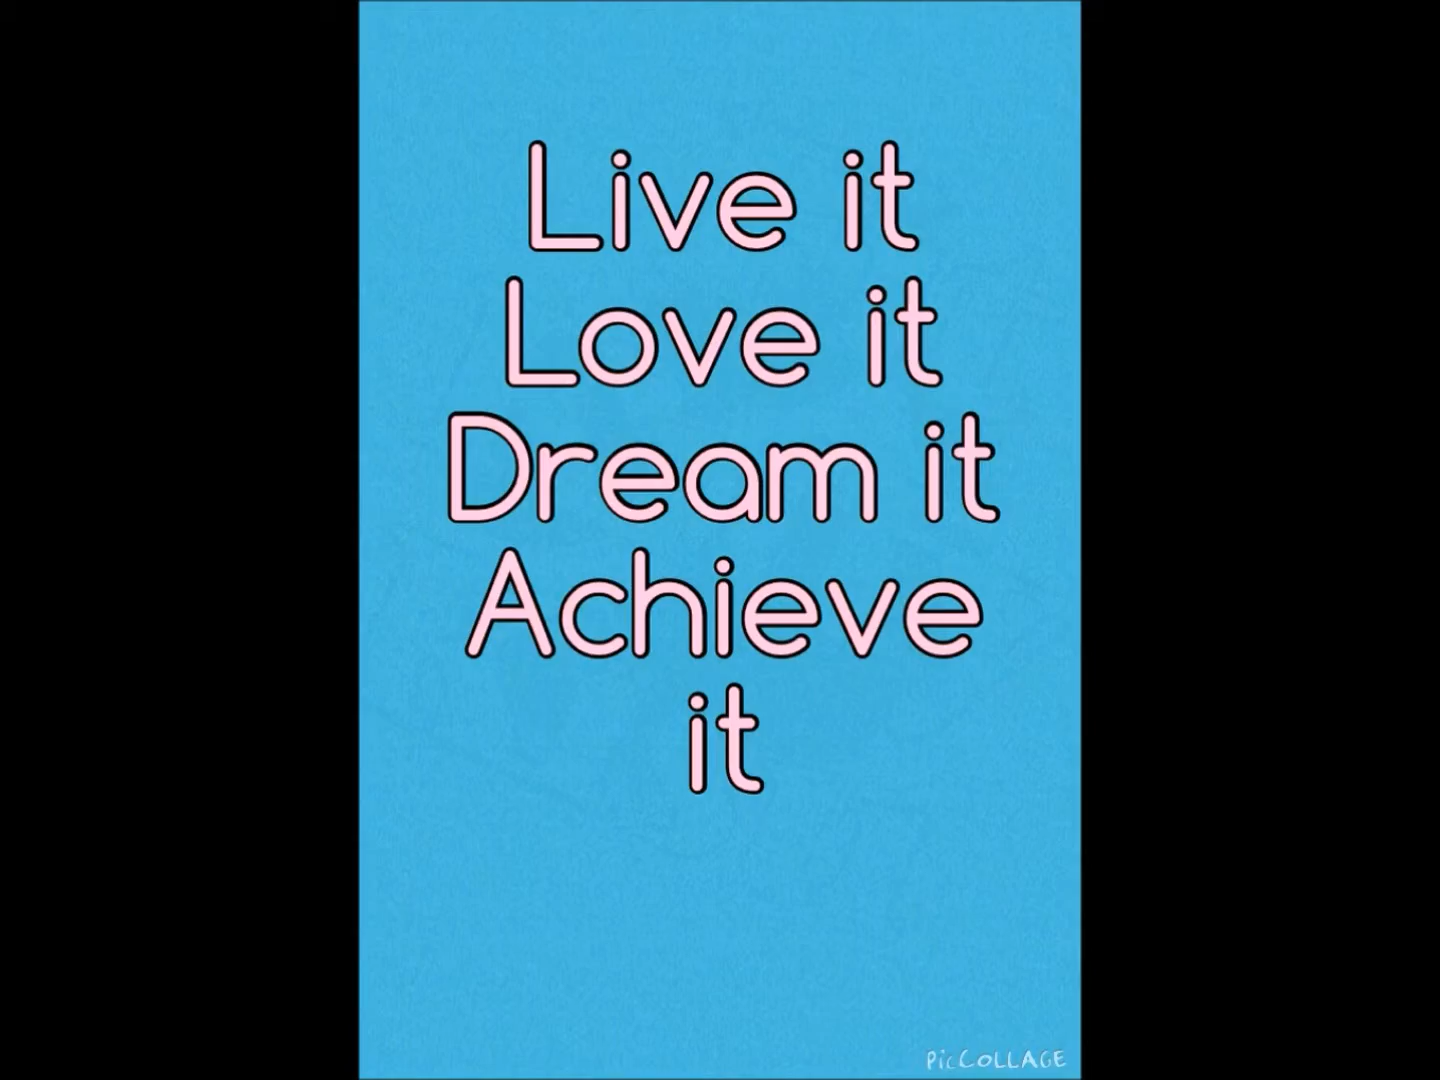 Live it
Love it
Dream it
Achieve
it
PicCOLLAGE